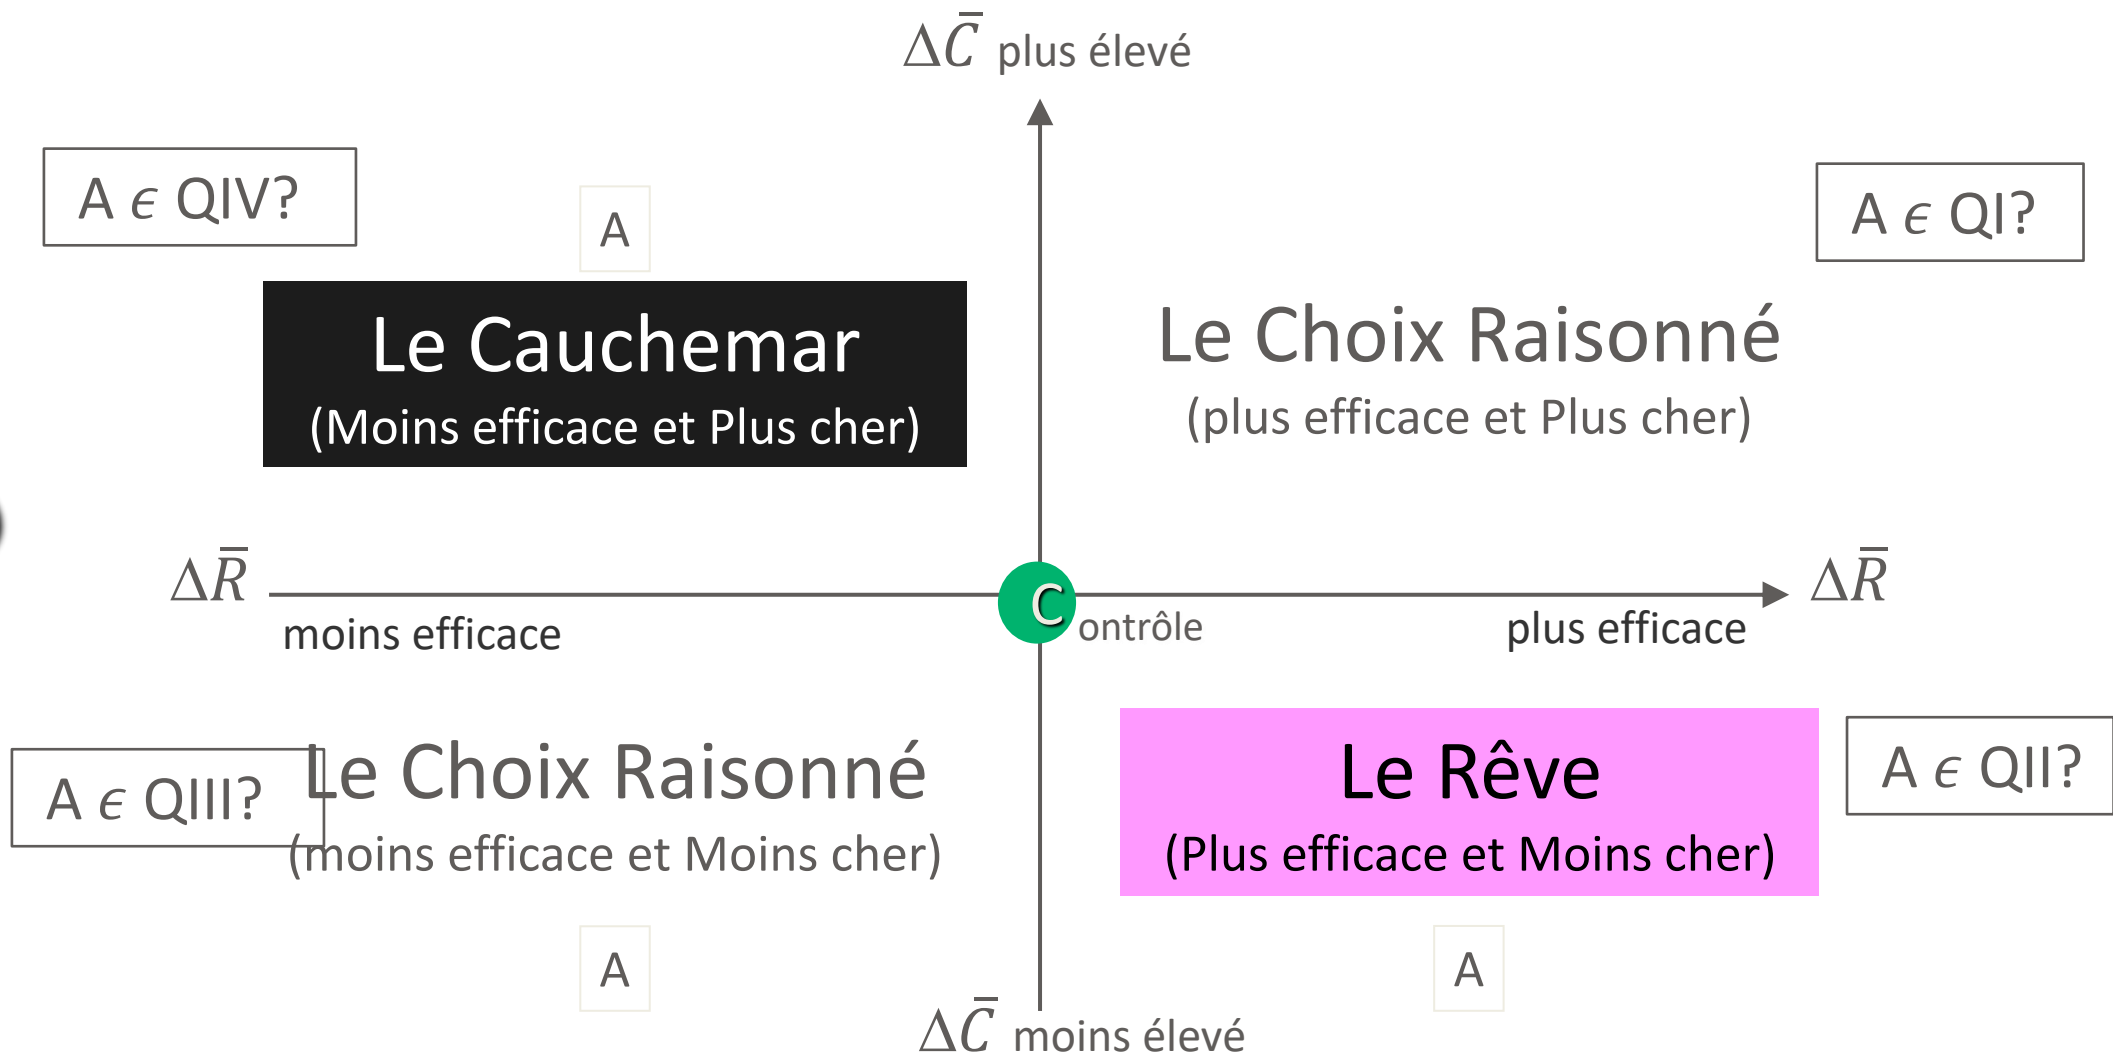 ΔC̅ plus élevé
A ϵ QIV?
A
A ϵ QI?
Le Cauchemar
(Moins efficace et Plus cher)
Le Choix Raisonné
(plus efficace et Plus cher)
ΔR̅
moins efficace
Contrôle
plus efficace
ΔR̅
A ϵ QIII?
Le Choix Raisonné
(moins efficace et Moins cher)
Le Rêve
(Plus efficace et Moins cher)
A ϵ QII?
A
A
ΔC̅ moins élevé